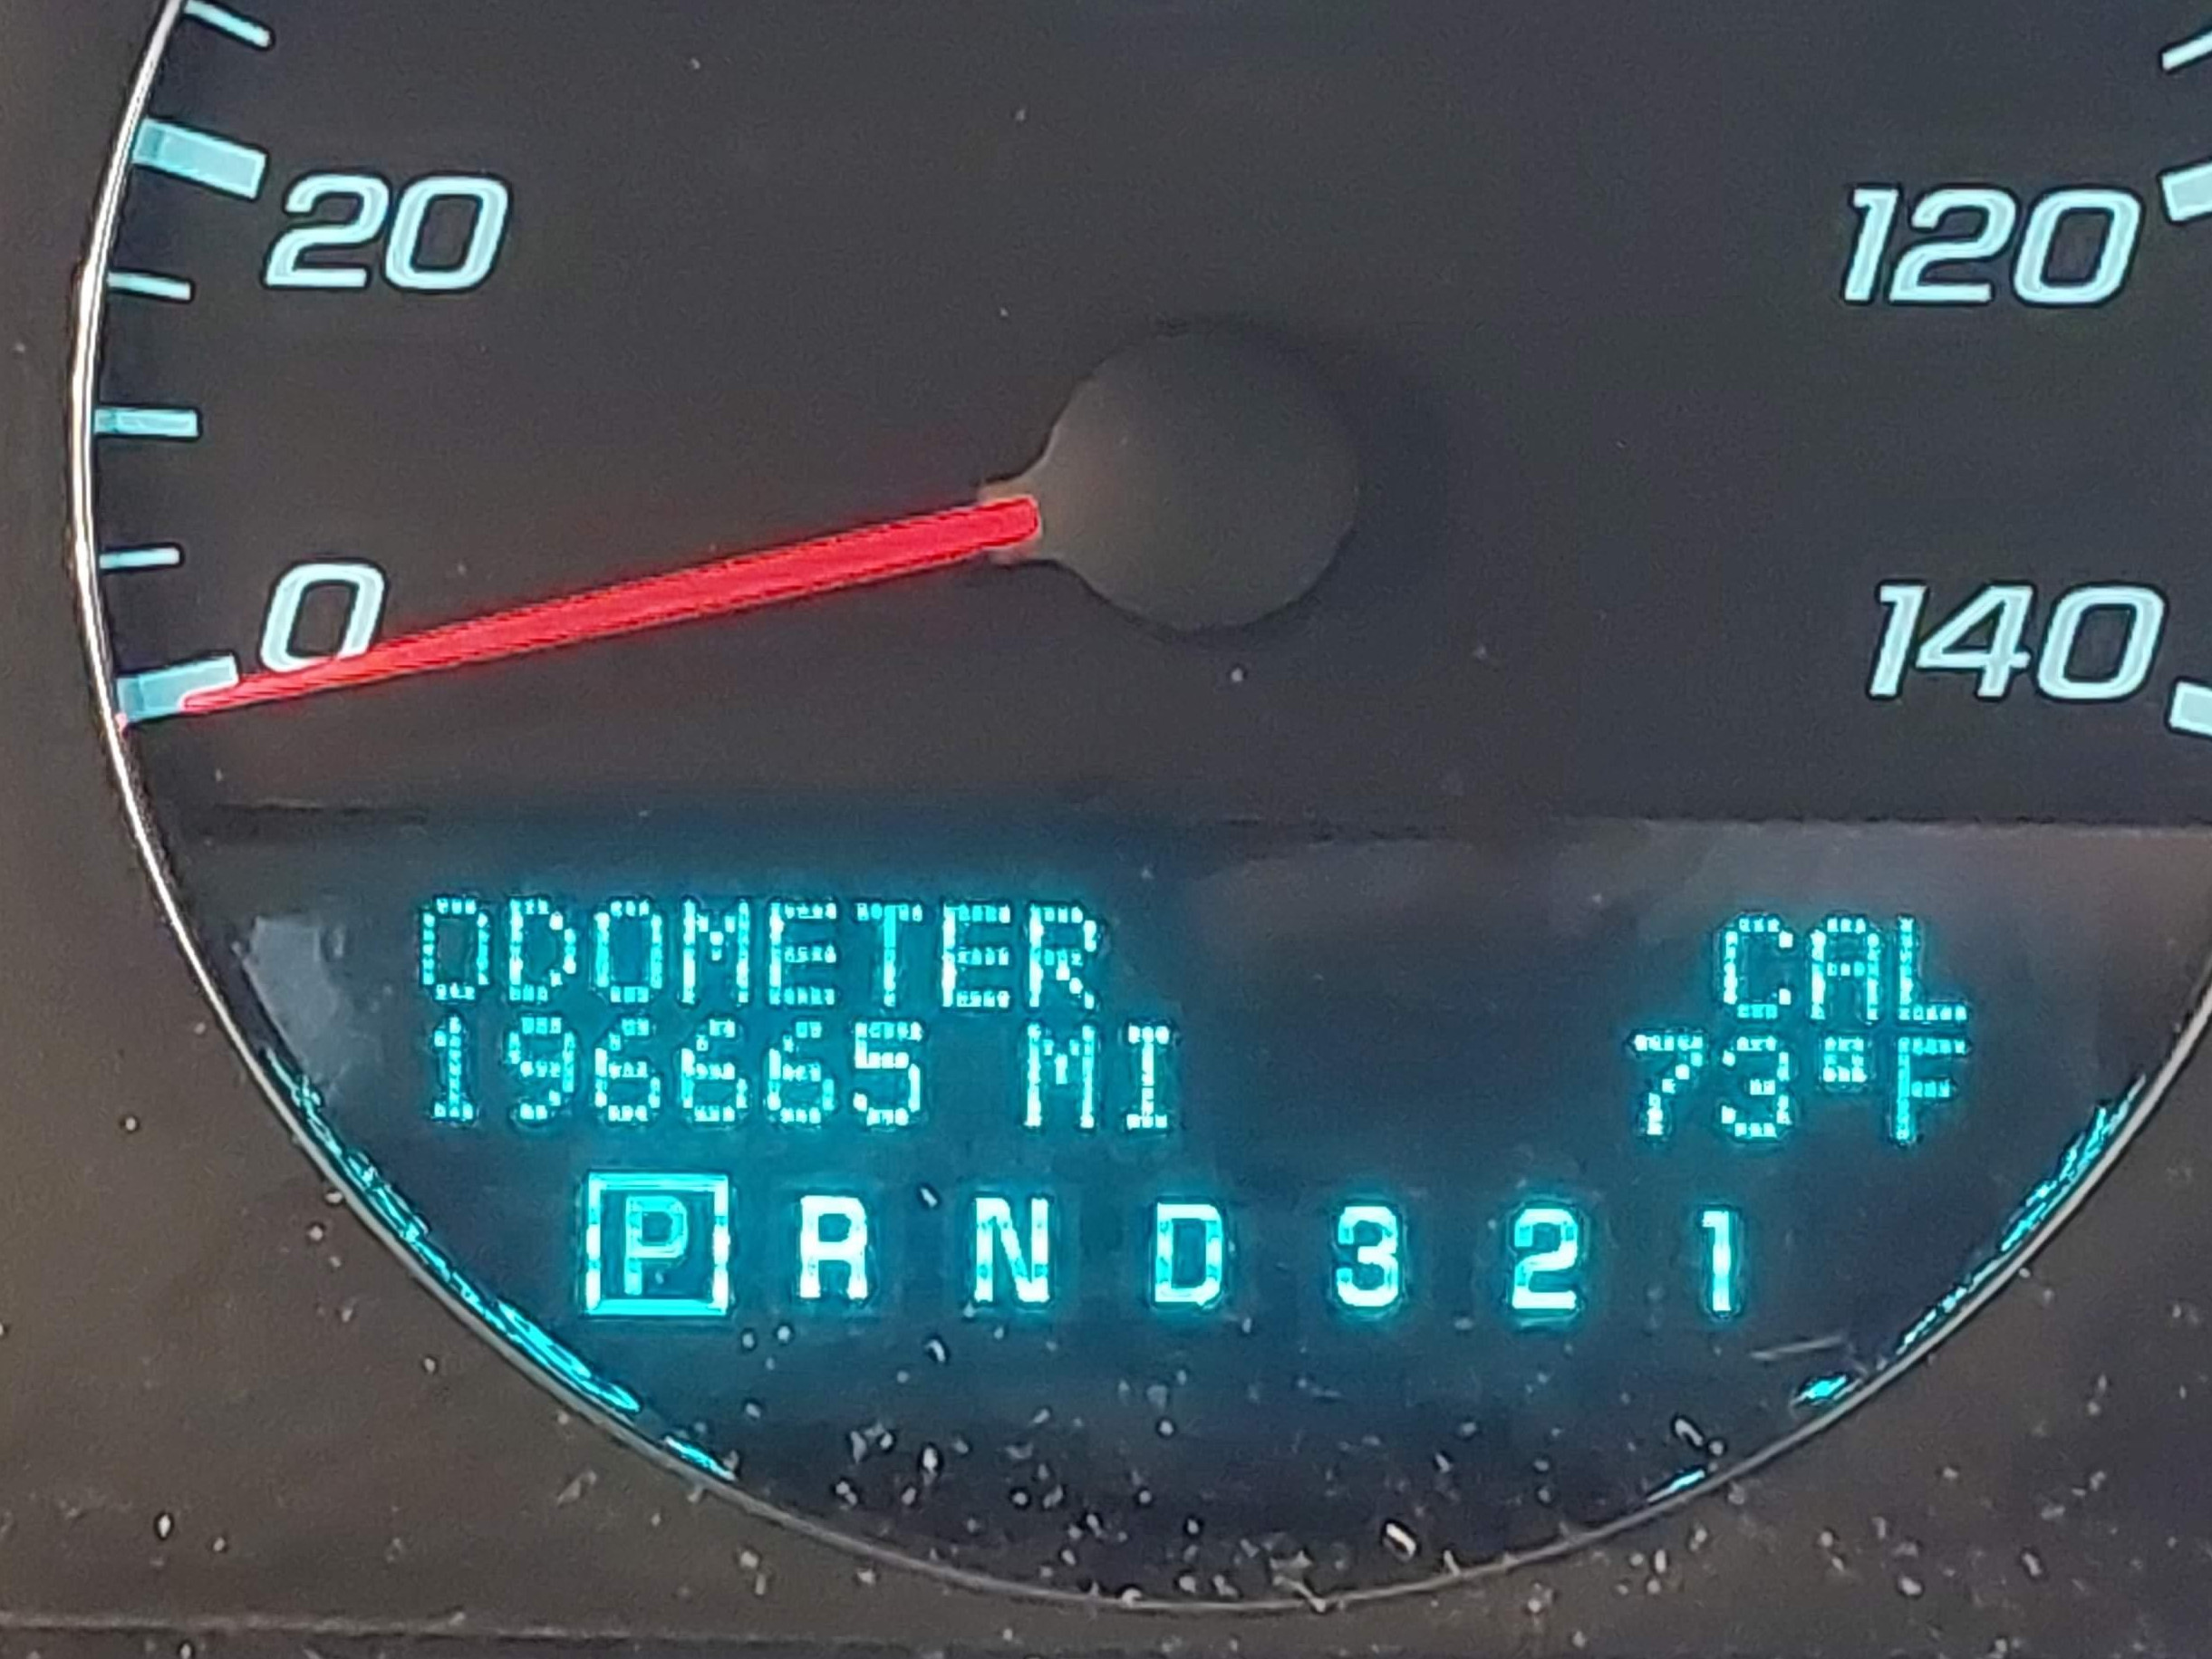 20
120
0
140
ODOMETER CAL
196665 MI 73°F
P R N D 3 2 1